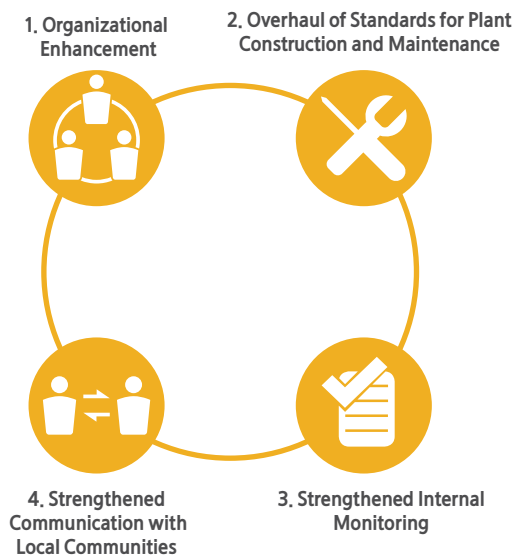 1. Organizational
Enhancement
2. Overhaul of Standards for Plant
Construction and Maintenance
3. Strengthened Internal
Monitoring
4. Strengthened
Communication with
Local Communities